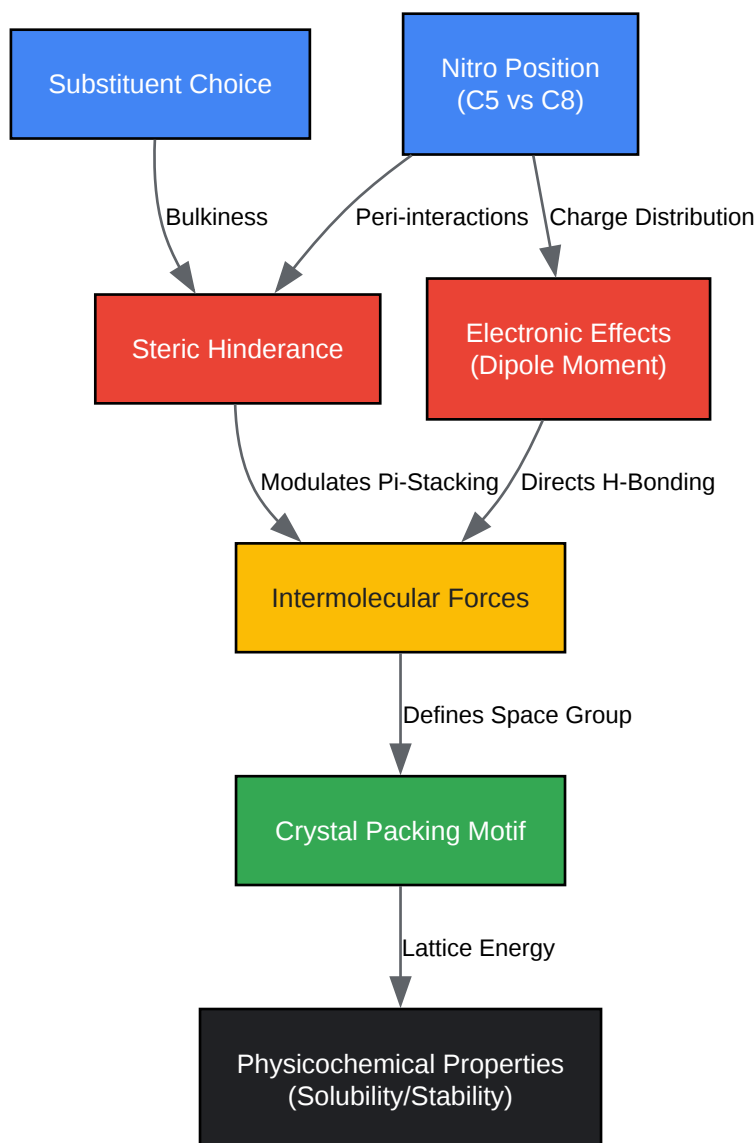 Substituent Choice
Nitro Position
(C5 vs C8)
Bulkiness
Peri-interactions
Charge Distribution
Steric Hinderance
Electronic Effects
(Dipole Moment)
Modulates Pi-Stacking
Directs H-Bonding
Intermolecular Forces
Defines Space Group
Crystal Packing Motif
Lattice Energy
Physicochemical Properties
(Solubility/Stability)